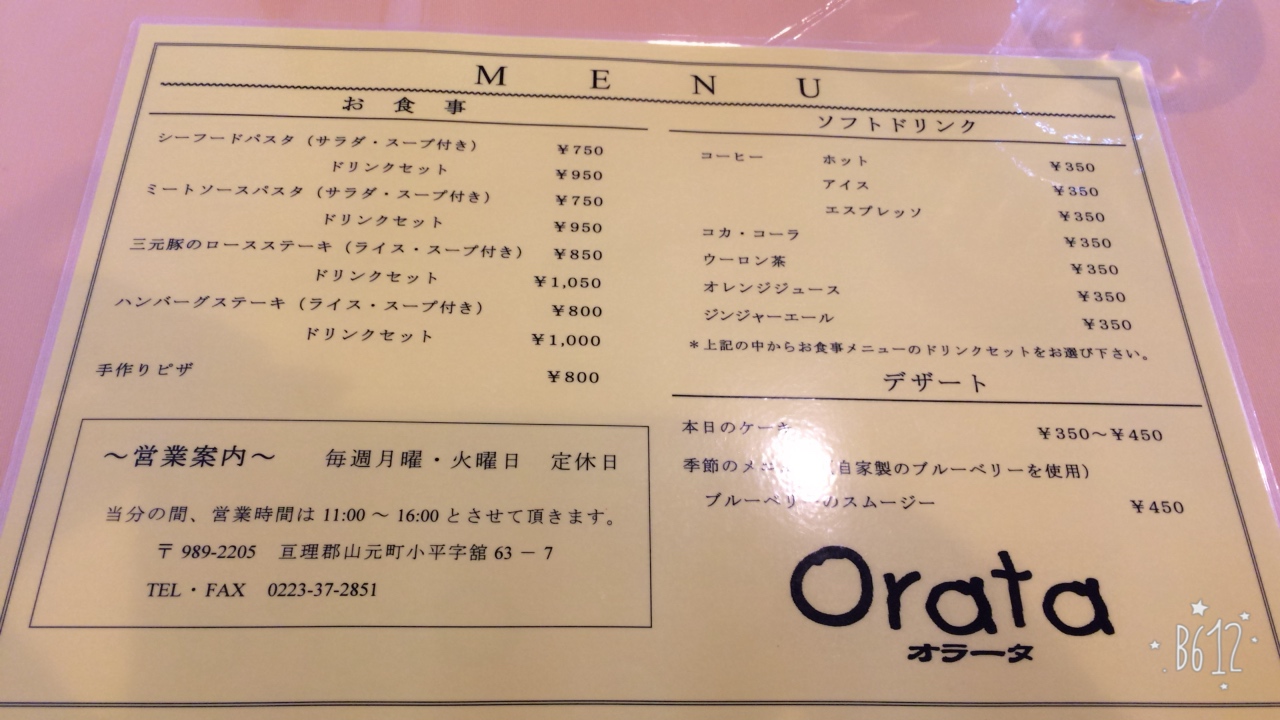 MENU
お食事
シーフードパスタ（サラダ・スープ付き） ￥750
ドリンクセット ￥950
ミートソースパスタ（サラダ・スープ付き） ￥750
ドリンクセット ￥950
三元豚のロースステーキ（ライス・スープ付き） ￥850
ドリンクセット ￥1,050
ハンバーグステーキ（ライス・スープ付き） ￥800
ドリンクセット ￥1,000
手作りピザ ￥800
～営業案内～ 毎週月曜・火曜日 定休日
当分の間、営業時間は 11:00 ～ 16:00 とさせて頂きます。
〒 989-2205 亘理郡山元町小平字舘 63 － 7
TEL・FAX 0223-37-2851
ソフトドリンク
コーヒー ホット ￥350
アイス ￥350
エスプレッソ ￥350
コカ・コーラ ￥350
ウーロン茶 ￥350
オレンジジュース ￥350
ジンジャーエール ￥350
＊上記の中からお食事メニューのドリンクセットをお選び下さい。
デザート
本日のケーキ ￥350～￥450
季節のメ 自家製のブルーベリーを使用）
ブルーベリーのスムージー ￥450
Orata
オラータ
B612